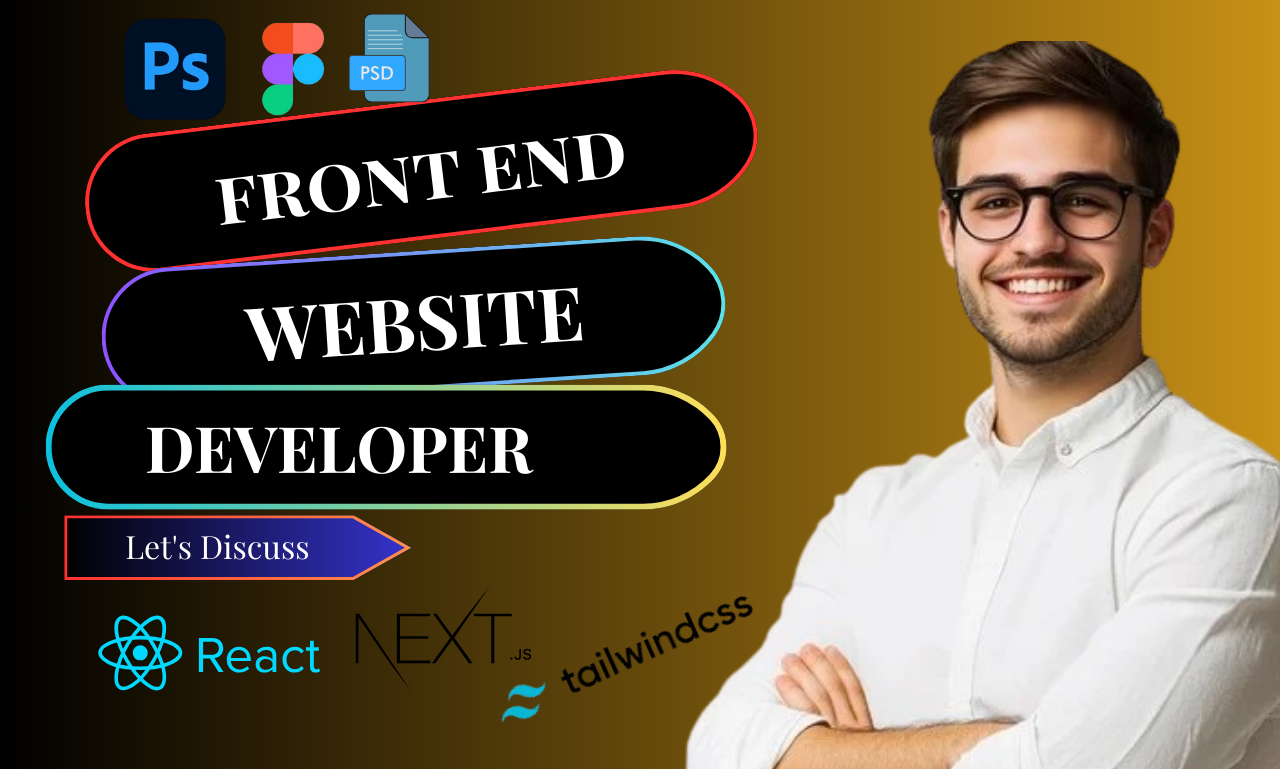 Ps
PSD
FRONT END
WEBSITE
DEVELOPER
Let's Discuss
React
NEXT.JS
tailwindcss